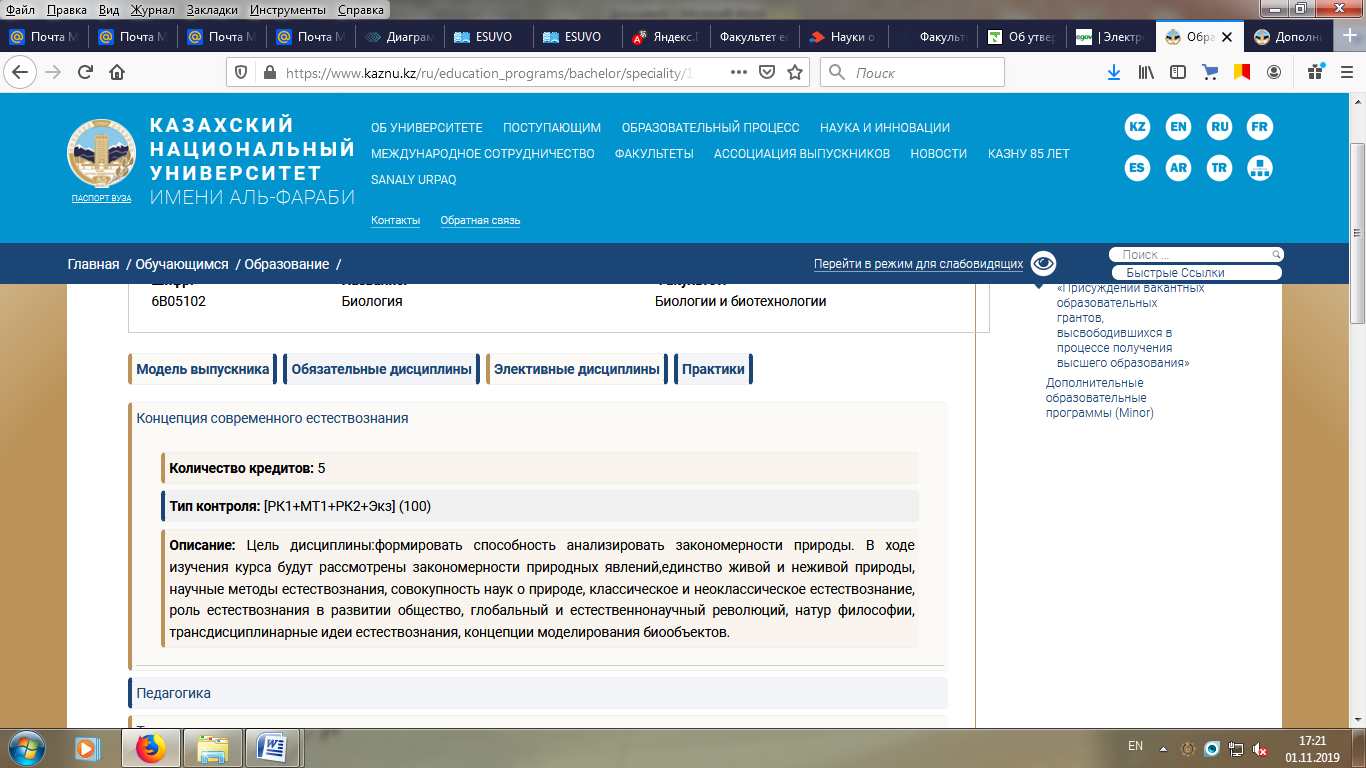 Файл Правка Вид Журнал Закладки Инструменты Справка
Почта М Почта М Почта М Почта М Диаграм ESUVO ESUVO Яндекс.П Факультет ес Науки о Факульт Об утвер egov | Электро Обра Дополн
https://www.kaznu.kz/ru/education_programs/bachelor/speciality/1
Поиск
КАЗАХСКИЙ
НАЦИОНАЛЬНЫЙ
УНИВЕРСИТЕТ
ИМЕНИ АЛЬ-ФАРАБИ
ПАСПОРТ ВУЗА
ОБ УНИВЕРСИТЕТЕ ПОСТУПАЮЩИМ ОБРАЗОВАТЕЛЬНЫЙ ПРОЦЕСС НАУКА И ИННОВАЦИИ
МЕЖДУНАРОДНОЕ СОТРУДНИЧЕСТВО ФАКУЛЬТЕТЫ АССОЦИАЦИЯ ВЫПУСКНИКОВ НОВОСТИ КАЗНУ 85 ЛЕТ
SANALY URPAQ
Контакты Обратная связь
KZ EN RU FR
ES AR TR
Главная / Обучающимся / Образование /
Перейти в режим для слабовидящих
Поиск ...
Быстрые Ссылки
6B05102 Биология Биологии и биотехнологии
«Присуждении вакантных
образовательных
грантов,
высвободившихся в
процессе получения
высшего образования»
Дополнительные
образовательные
программы (Minor)
Модель выпускника Обязательные дисциплины Элективные дисциплины Практики
Концепция современного естествознания
Количество кредитов: 5
Тип контроля: [РК1+МТ1+РК2+Экз] (100)
Описание: Цель дисциплины:формировать способность анализировать закономерности природы. В ходе
изучения курса будут рассмотрены закономерности природных явлений,единство живой и неживой природы,
научные методы естествознания, совокупность наук о природе, классическое и неоклассическое естествознание,
роль естествознания в развитии общество, глобальный и естественнонаучный революций, натур философии,
трансдисциплинарные идеи естествознания, концепции моделирования биообъектов.
Педагогика
EN
17:21
01.11.2019